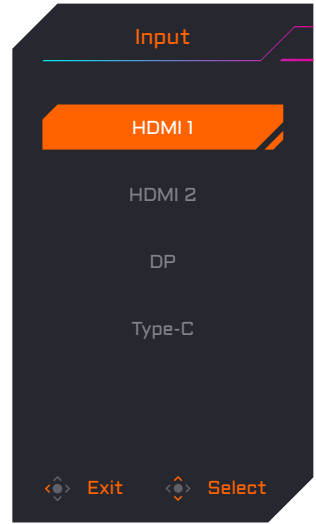 Input
HDMI 1
HDMI 2
DP
Type-C
Exit Select